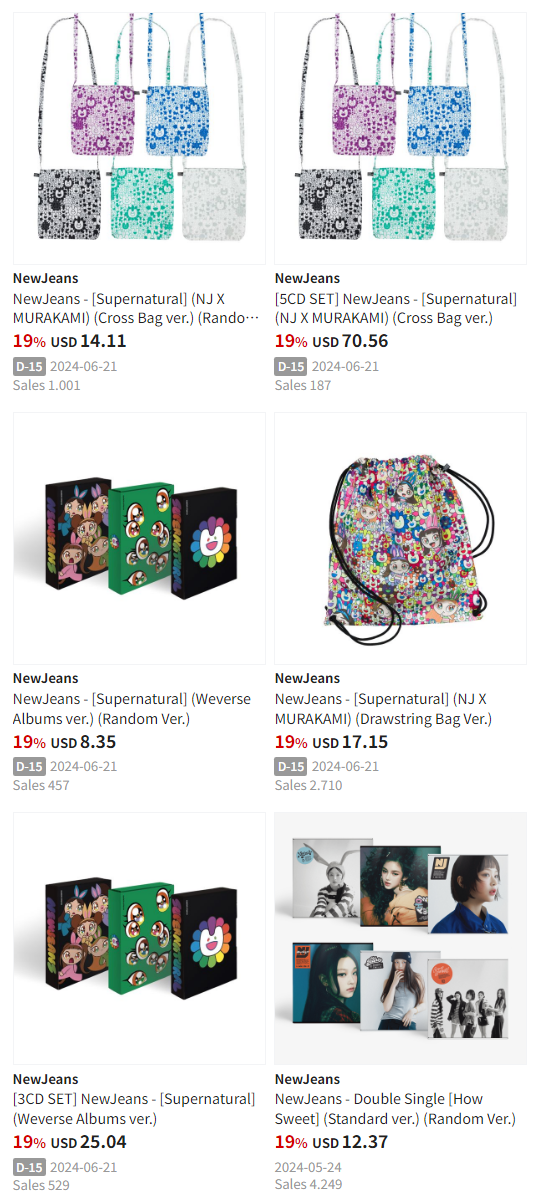 NewJeans
NewJeans - [Supernatural] (NJ X
MURAKAMI) (Cross Bag ver.) (Rando…
19% USD 14.11
D-15 2024-06-21
Sales 1.001
NewJeans
[5CD SET] NewJeans - [Supernatural]
(NJ X MURAKAMI) (Cross Bag ver.)
19% USD 70.56
D-15 2024-06-21
Sales 187
NewJeans
NewJeans - [Supernatural] (Weverse
Albums ver.) (Random Ver.)
19% USD 8.35
D-15 2024-06-21
Sales 457
NewJeans
NewJeans - [Supernatural] (NJ X
MURAKAMI) (Drawstring Bag Ver.)
19% USD 17.15
D-15 2024-06-21
Sales 2.710
NewJeans
[3CD SET] NewJeans - [Supernatural]
(Weverse Albums ver.)
19% USD 25.04
D-15 2024-06-21
Sales 529
NewJeans
NewJeans - Double Single [How
Sweet] (Standard ver.) (Random Ver.)
19% USD 12.37
2024-05-24
Sales 4.249